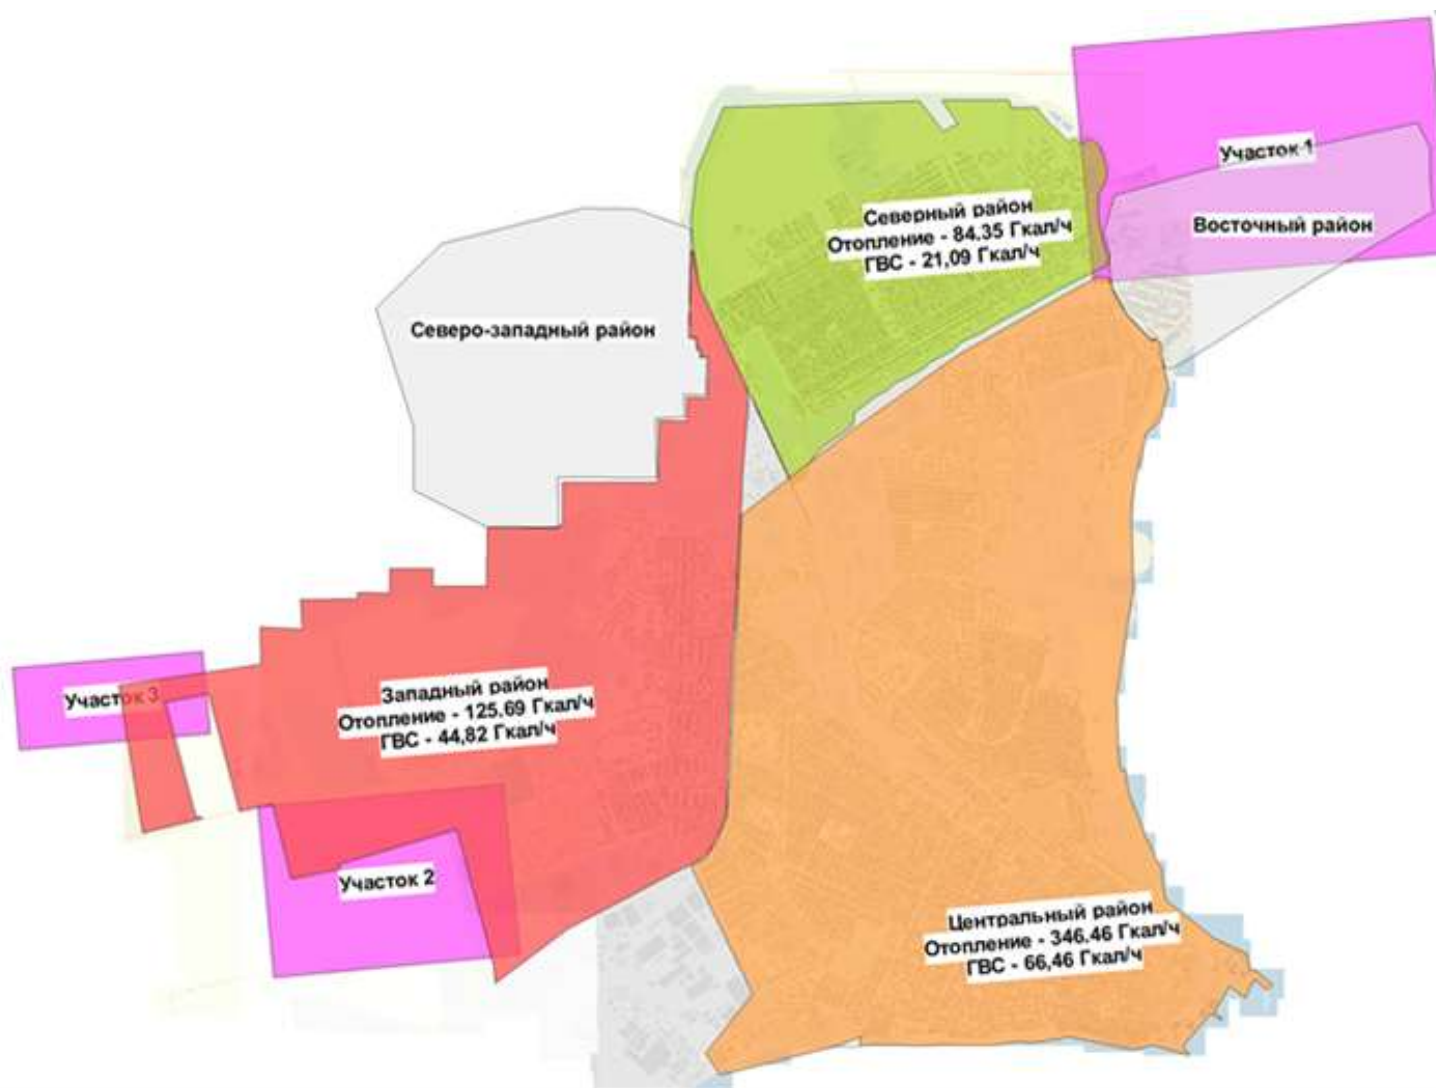 Участок 1
Северный район
Отопление - 84.35 Гкал/ч
ГВС - 21,09 Гкал/ч
Восточный район
Северо-западный район
Участок 3
Западный район
Отопление - 125.69 Гкал/ч
ГВС - 44,82 Гкал/ч
Участок 2
Центральный район
Отопление - 346.46 Гкал/ч
ГВС - 66,46 Гкал/ч